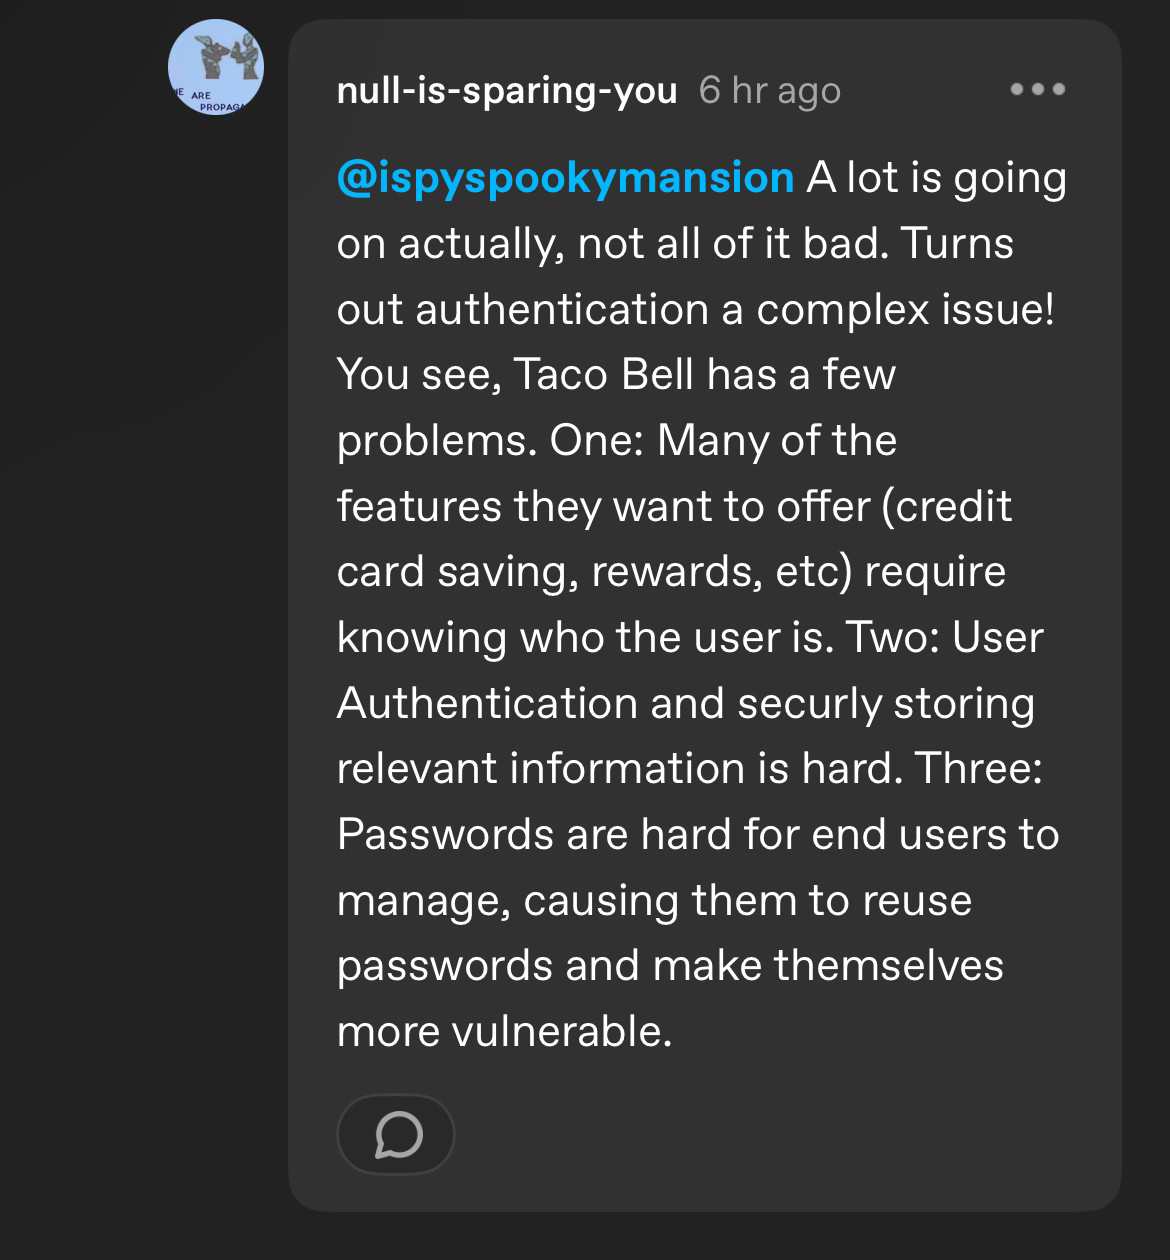 null-is-sparing-you 6 hr ago
@ispyspookymansion A lot is going
on actually, not all of it bad. Turns
out authentication a complex issue!
You see, Taco Bell has a few
problems. One: Many of the
features they want to offer (credit
card saving, rewards, etc) require
knowing who the user is. Two: User
Authentication and securly storing
relevant information is hard. Three:
Passwords are hard for end users to
manage, causing them to reuse
passwords and make themselves
more vulnerable.
ARE